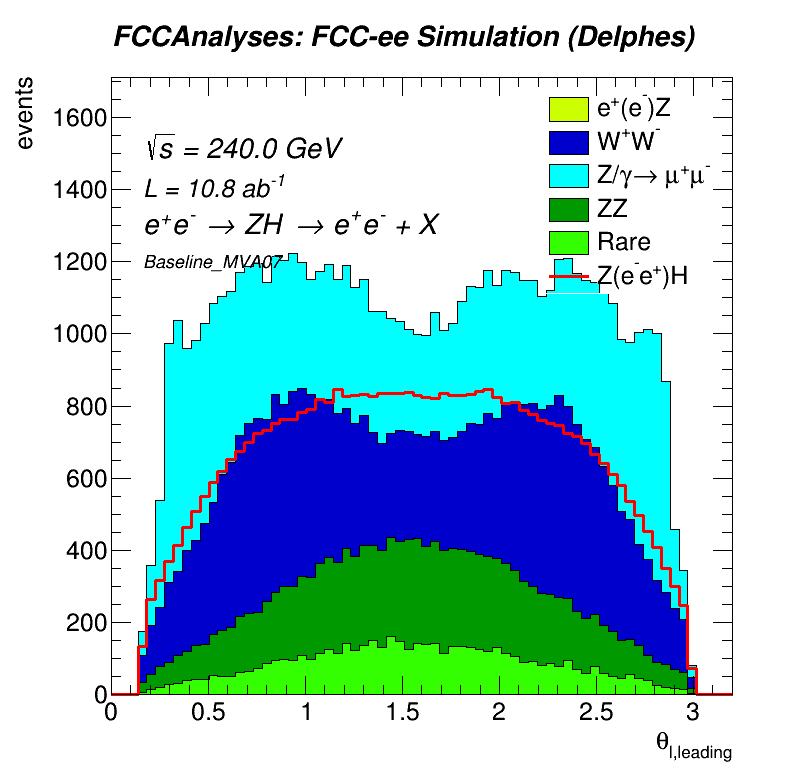 FCCAnalyses: FCC-ee Simulation (Delphes)
events
√s = 240.0 GeV
L = 10.8 ab⁻¹
e⁺e⁻ → ZH → e⁺e⁻ + X
Baseline_MVA07
e⁺(e⁻)Z
W⁺W⁻
Z/γ→ μ⁺μ⁻
ZZ
Rare
Z(e⁻e⁺)H
1600
1400
1200
1000
800
600
400
200
0
0 0.5 1 1.5 2 2.5 3
θl,leading